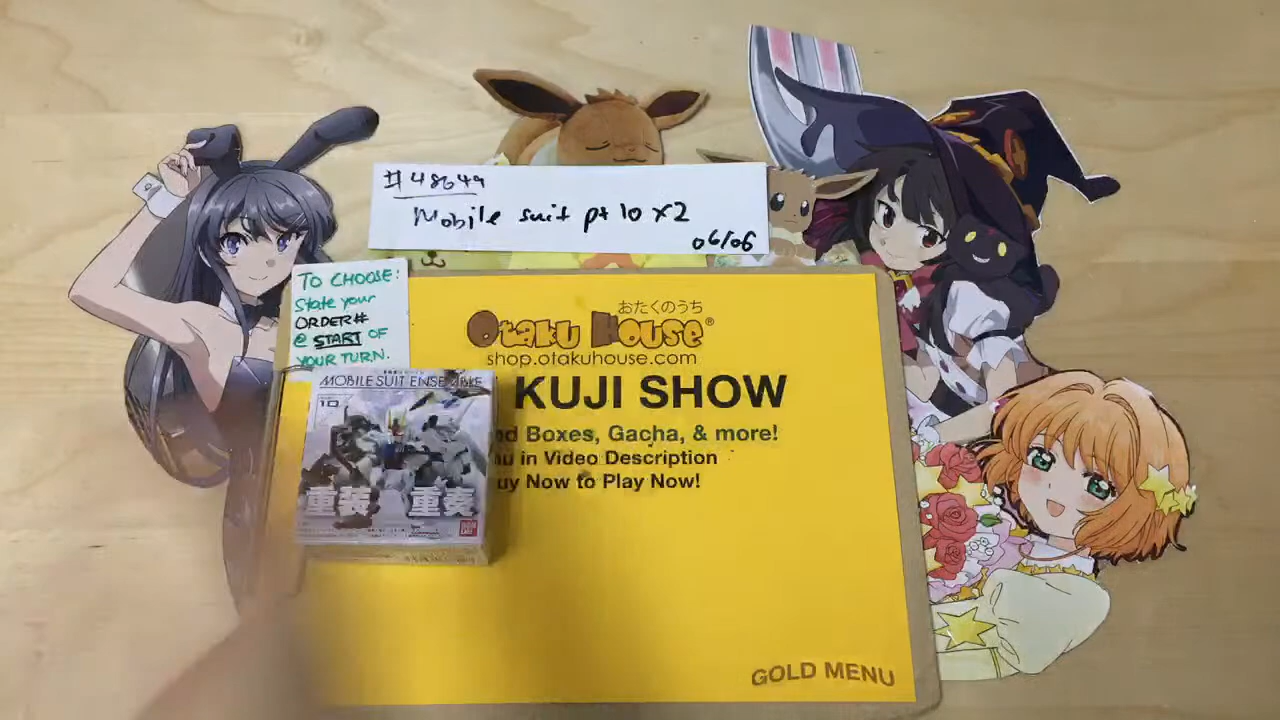 #48649
Mobile suit pt 10 x2
06/06
TO CHOOSE:
State your
ORDER#
@ START OF
YOUR TURN.
おたくのうち
Otaku House®
shop.otakuhouse.com
KUJI SHOW
Boxes, Gacha, & more!
in Video Description
Now to Play Now!
MOBILE SUIT ENSEMBLE
10
重装 重奏
BANDAI
GOLD MENU